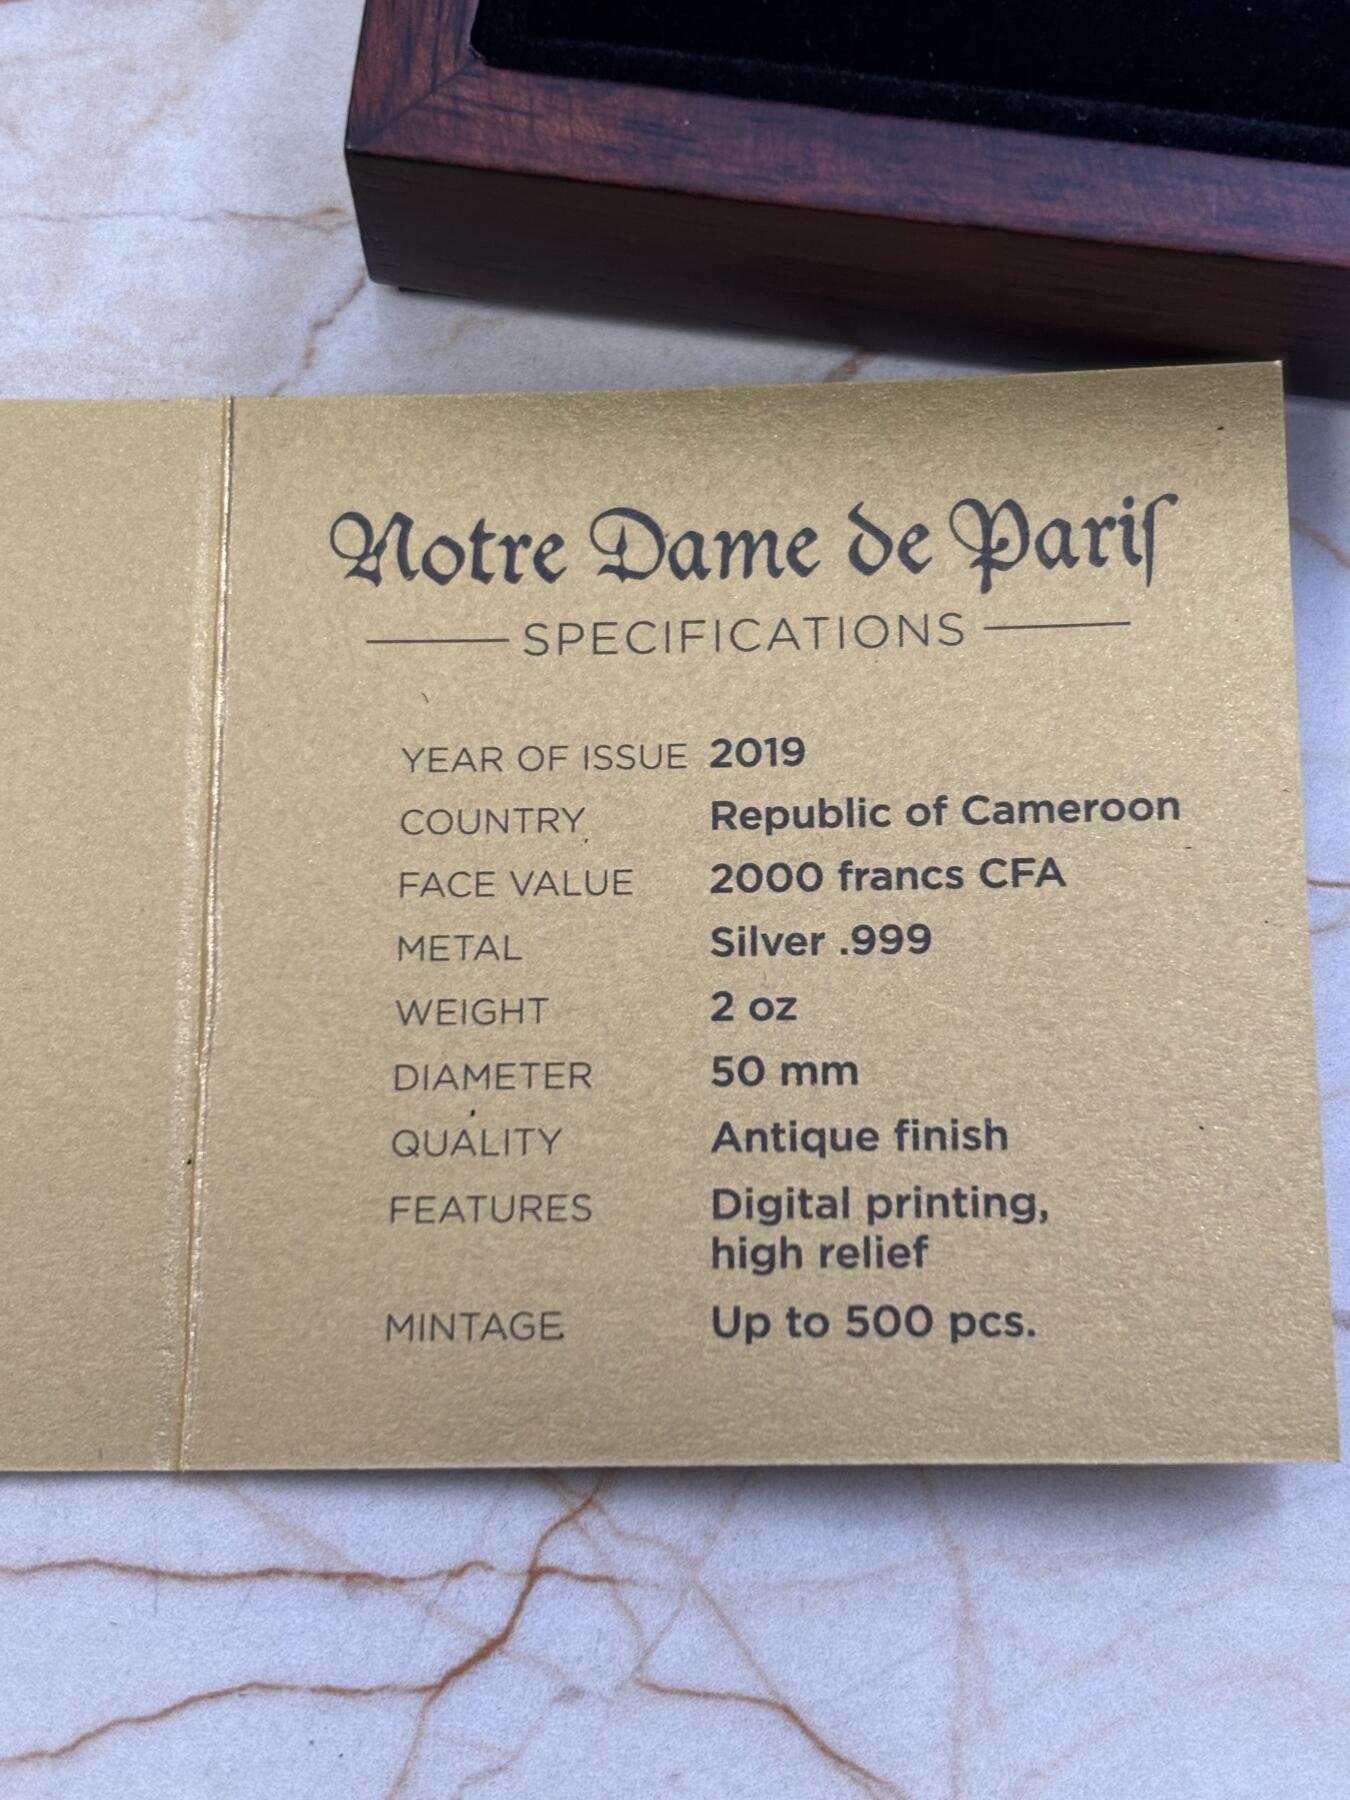 Notre Dame de Pariſ
SPECIFICATIONS
YEAR OF ISSUE 2019
COUNTRY Republic of Cameroon
FACE VALUE 2000 francs CFA
METAL Silver .999
WEIGHT 2 oz
DIAMETER 50 mm
QUALITY Antique finish
FEATURES Digital printing,
high relief
MINTAGE Up to 500 pcs.